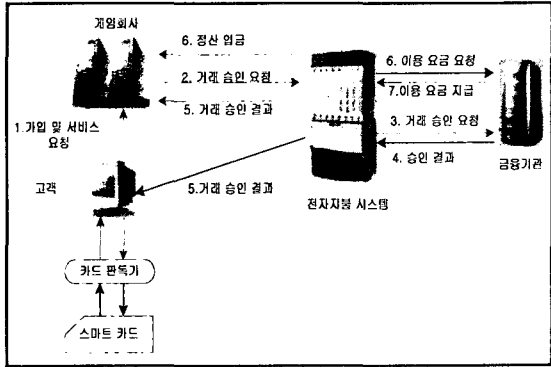 게임회사
6. 정산 입금
2. 거래 승인 요청
5. 거래 승인 결과
6. 이용 요금 요청
7.이용 요금 지급
3. 거래 승인 요청
4. 승인 결과
금융기관
1.가입 및 서비스
요청
고객
5.거래 승인 결과
전자지불 시스템
카드 판독기
스마트 카드